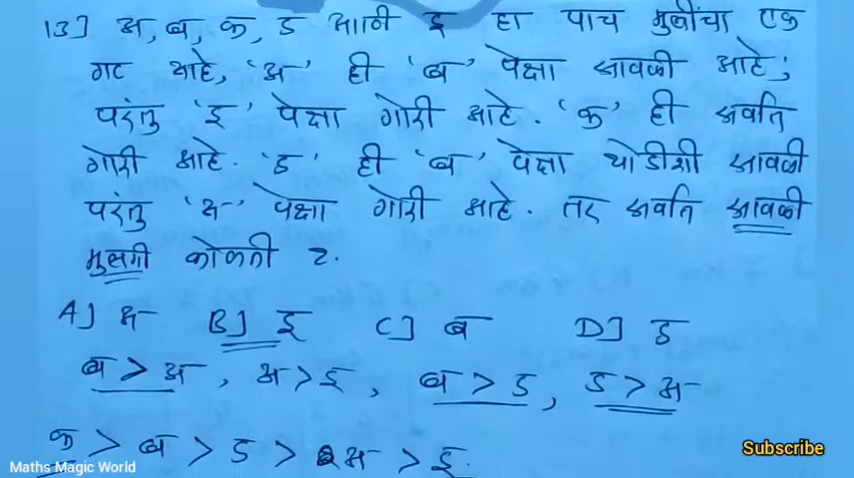 13] अ, ब, क, ड आणि इ हा पाच मुलींचा एक
गट आहे, 'अ' ही 'ब' पेक्षा सावळी आहे;
परंतु 'इ' पेक्षा गोरी आहे. 'क' ही सर्वात
गोरी आहे. 'ड' ही 'ब' पेक्षा थोडीशी सावळी
परंतु 'अ' पेक्षा गोरी आहे. तर सर्वात सावळी
मुलगी कोणती ?.
A] अ B] इ C] ब D] ड
ब > अ, अ > इ, ब > ड, ड > अ
क > ब > ड > अ > इ.
Subscribe
Maths Magic World